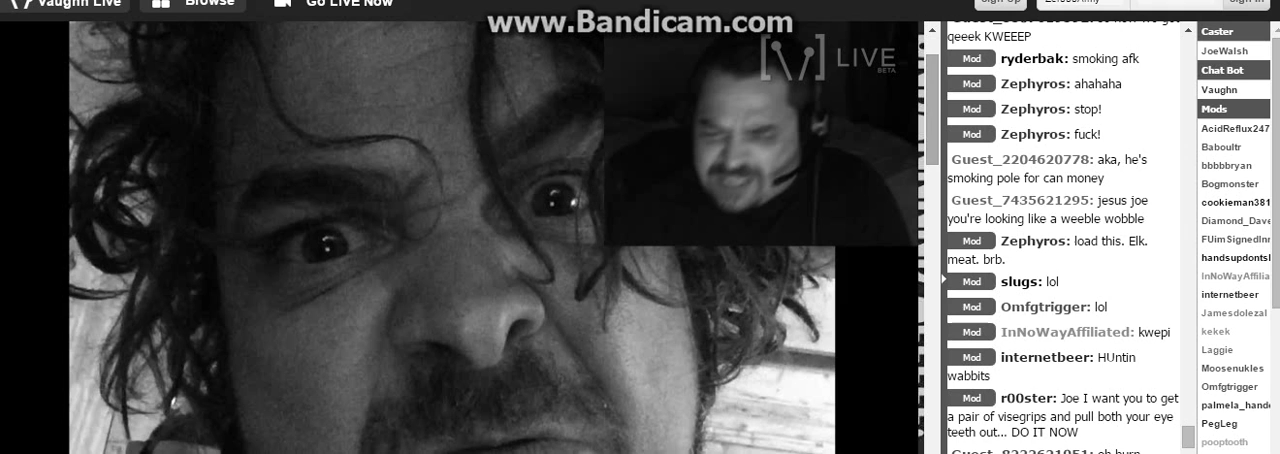 Vaughn Live
Browse
Go LIVE Now
Sign Up
Sign In
www.Bandicam.com
LIVE
BETA
qeeek KWEEEP
Mod ryderbak: smoking afk
Mod Zephyros: ahahaha
Mod Zephyros: stop!
Mod Zephyros: fuck!
Guest_2204620778: aka, he's
smoking pole for can money
Guest_7435621295: jesus joe
you're looking like a weeble wobble
Mod Zephyros: load this. Elk.
meat. brb.
Mod slugs: lol
Mod Omfgtrigger: lol
Mod InNoWayAffiliated: kwepi
Mod internetbeer: HUntin
wabbits
Mod r00ster: Joe I want you to get
a pair of visegrips and pull both your eye
teeth out... DO IT NOW
Caster
JoeWalsh
Chat Bot
Vaughn
Mods
AcidReflux247
Baboultr
bbbbbryan
Bogmonster
cookieman381
Diamond_Dave
FUimSignedInn
handsupdontsl
InNoWayAffilia
internetbeer
Jamesdolezal
kekek
Laggie
Moosenukles
Omfgtrigger
palmela_hande
PegLeg
pooptooth